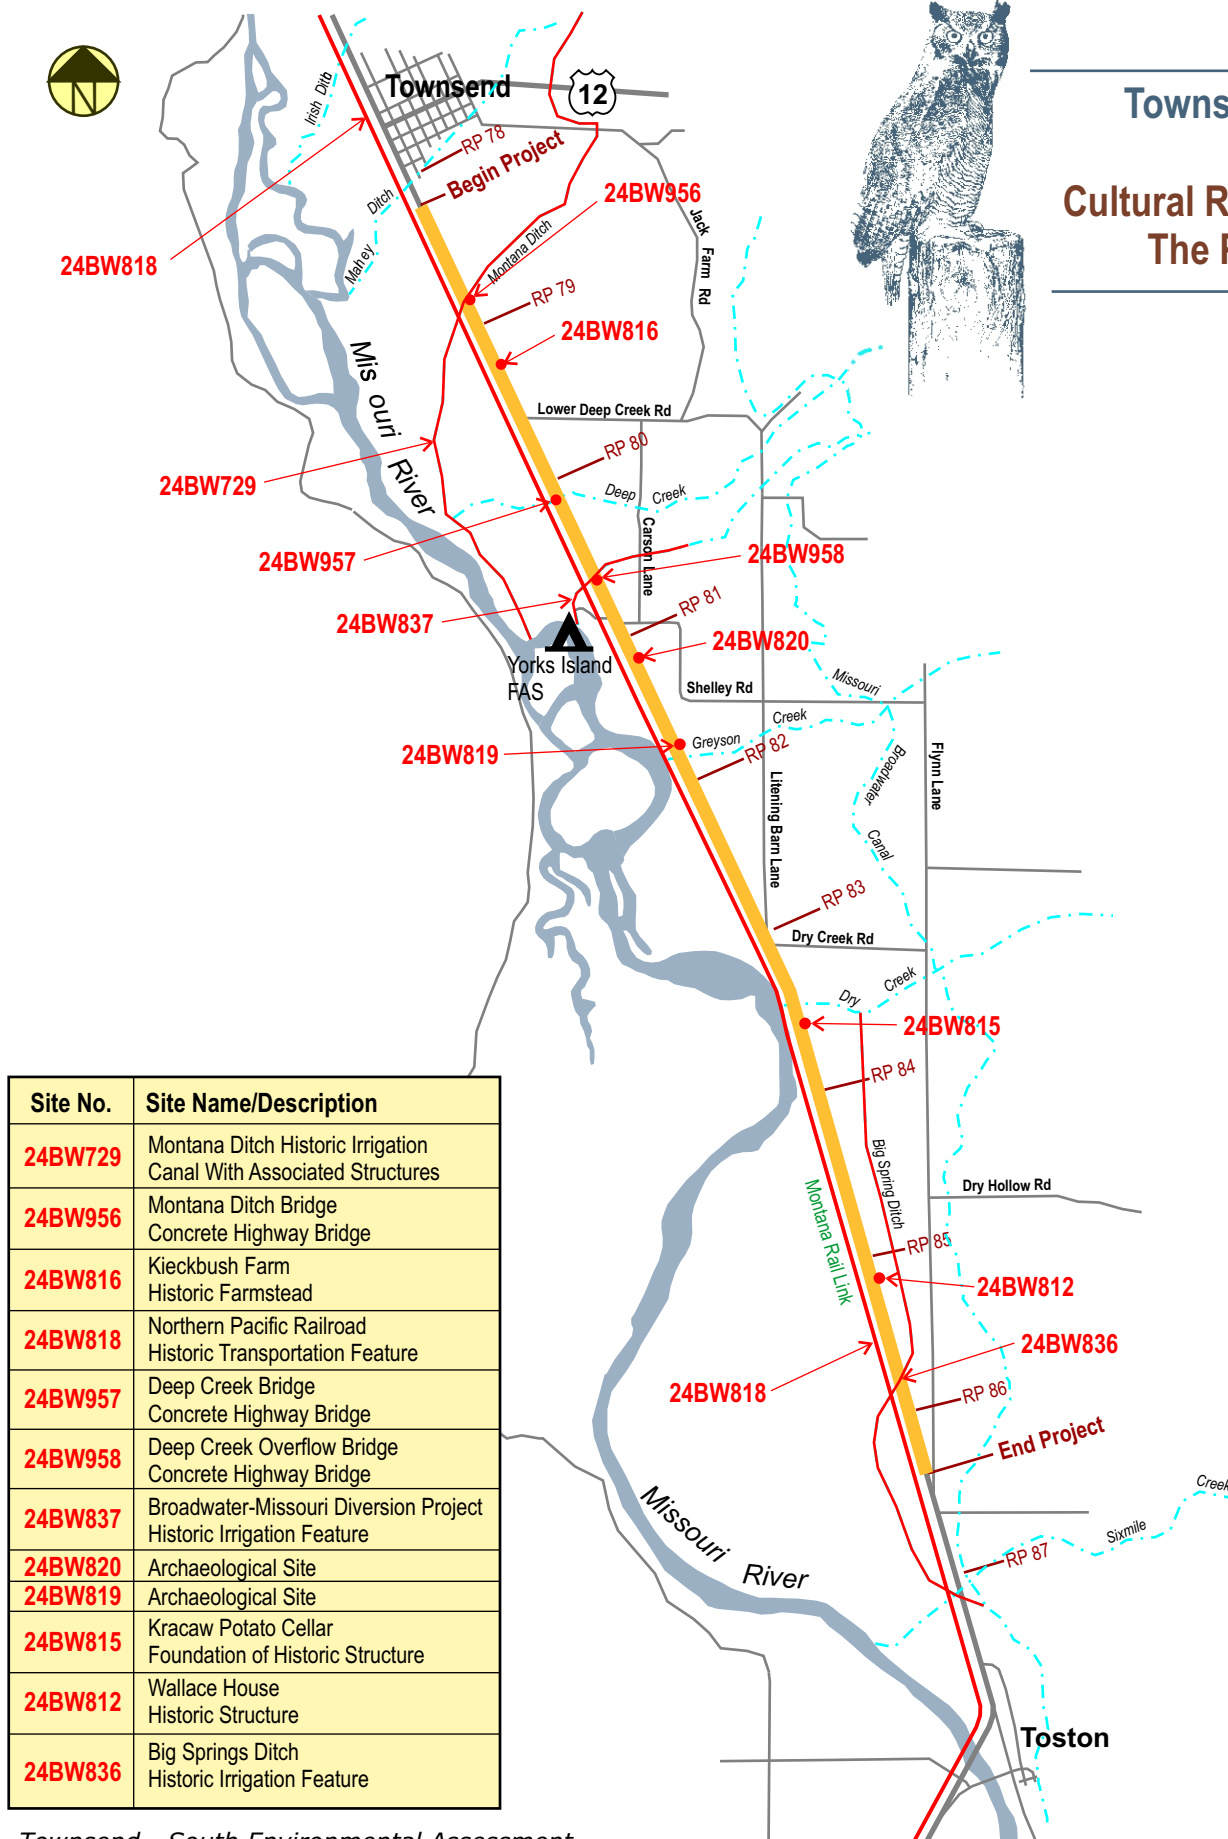 Towns
Cultural R
The F
Townsend
12
Irish Ditb
RP 78
Begin Project
24BW956
Ditch
Mahey
24BW818
Montana Ditch
RP 79
24BW816
Jack Farm Rd
Mis ouri River
Lower Deep Creek Rd
RP 80
24BW729
Deep Creek
24BW957
Carson Lane
24BW958
24BW837
RP 81
24BW820
Yorks Island
FAS
Shelley Rd
Missouri
Greyson Creek
24BW819
RP 82
Broadwater
Flynn Lane
Litening Barn Lane
Canal
RP 83
Dry Creek Rd
Dry Creek
24BW815
RP 84
Big Spring Ditch
Montana Rail Link
Dry Hollow Rd
RP 85
24BW812
24BW836
24BW818
RP 86
End Project
Creek
Sixmile
RP 87
Missouri River
Toston
Site No. Site Name/Description
24BW729 Montana Ditch Historic Irrigation
Canal With Associated Structures
24BW956 Montana Ditch Bridge
Concrete Highway Bridge
24BW816 Kieckbush Farm
Historic Farmstead
24BW818 Northern Pacific Railroad
Historic Transportation Feature
24BW957 Deep Creek Bridge
Concrete Highway Bridge
24BW958 Deep Creek Overflow Bridge
Concrete Highway Bridge
24BW837 Broadwater-Missouri Diversion Project
Historic Irrigation Feature
24BW820 Archaeological Site
24BW819 Archaeological Site
24BW815 Kracaw Potato Cellar
Foundation of Historic Structure
24BW812 Wallace House
Historic Structure
24BW836 Big Springs Ditch
Historic Irrigation Feature
Townsend - South Environmental Assessment